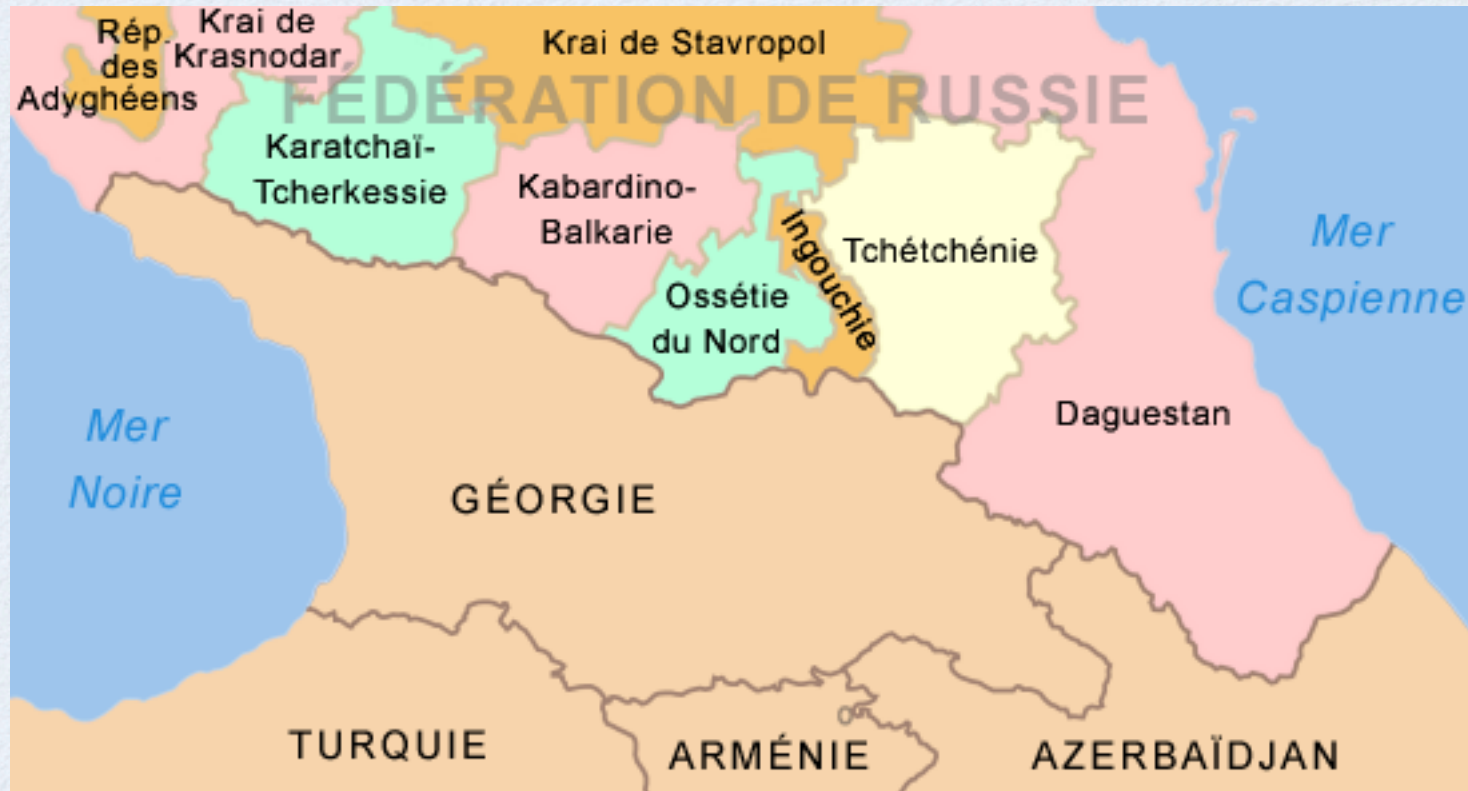 Rép.
des
Adyghéens
Krai de
Krasnodar
Krai de Stavropol
FÉDÉRATION DE RUSSIE
Karatchaï-
Tcherkessie
Kabardino-
Balkarie
Ossétie
du Nord
Ingouchie
Tchétchénie
Mer
Caspienne
Daguestan
Mer
Noire
GÉORGIE
TURQUIE
ARMÉNIE
AZERBAÏDJAN